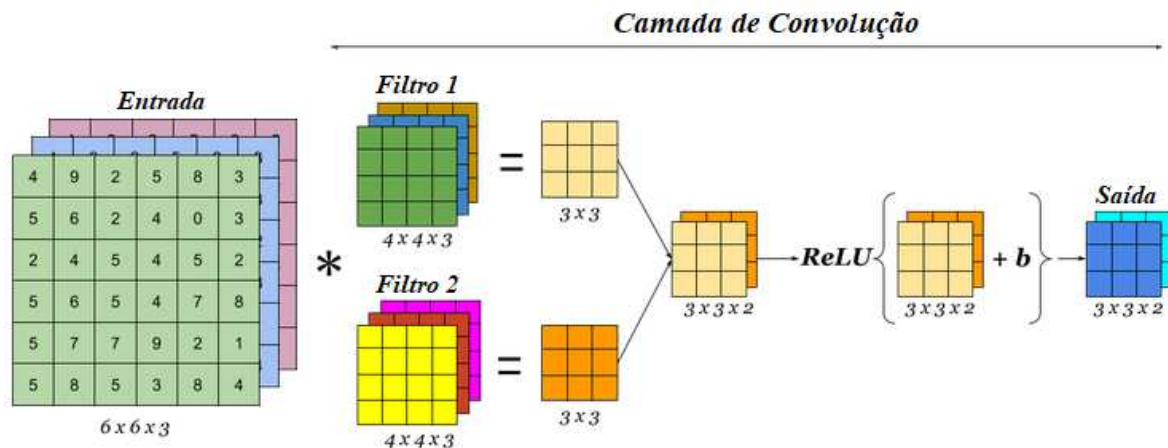 Camada de Convolução
Entrada
4 9 2 5 8 3
5 6 2 4 0 3
2 4 5 4 5 2
5 6 5 4 7 8
5 7 7 9 2 1
5 8 5 3 8 4
6 x 6 x 3
*
Filtro 1
4 x 4 x 3
=
3 x 3
Filtro 2
4 x 4 x 3
=
3 x 3
3 x 3 x 2
ReLU
3 x 3 x 2
+ b
Saída
3 x 3 x 2